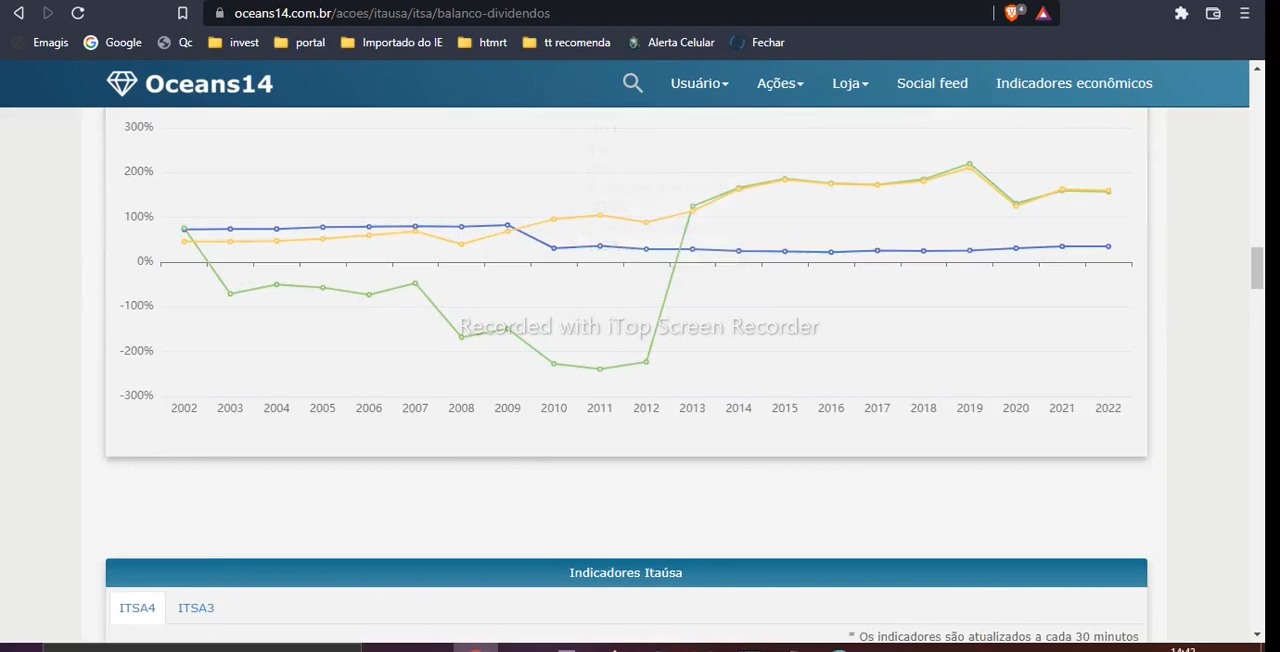 oceans14.com.br/acoes/itausa/itsa/balanco-dividendos
4
Emagis Google Qc invest portal Importado do IE htmrt tt recomenda Alerta Celular Fechar
Oceans14 Usuário Ações Loja Social feed Indicadores econômicos
300%
200%
100%
0%
-100%
Recorded with iTop Screen Recorder
-200%
-300%
2002 2003 2004 2005 2006 2007 2008 2009 2010 2011 2012 2013 2014 2015 2016 2017 2018 2019 2020 2021 2022
Indicadores Itaúsa
ITSA4 ITSA3
* Os indicadores são atualizados a cada 30 minutos